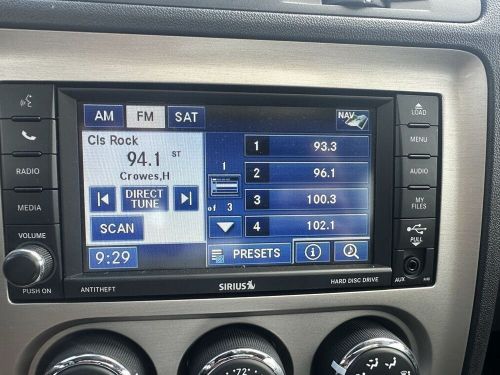 AM FM SAT NAV
Cls Rock
94.1 ST
Crowes,H
DIRECT
TUNE
SCAN
9:29
1
of 3
1 93.3
2 96.1
3 100.3
4 102.1
PRESETS
RADIO
MEDIA
VOLUME
PUSH ON
LOAD
MENU
AUDIO
MY
FILES
PULL
AUX
ANTITHEFT
SIRIUS
HARD DISC DRIVE
72